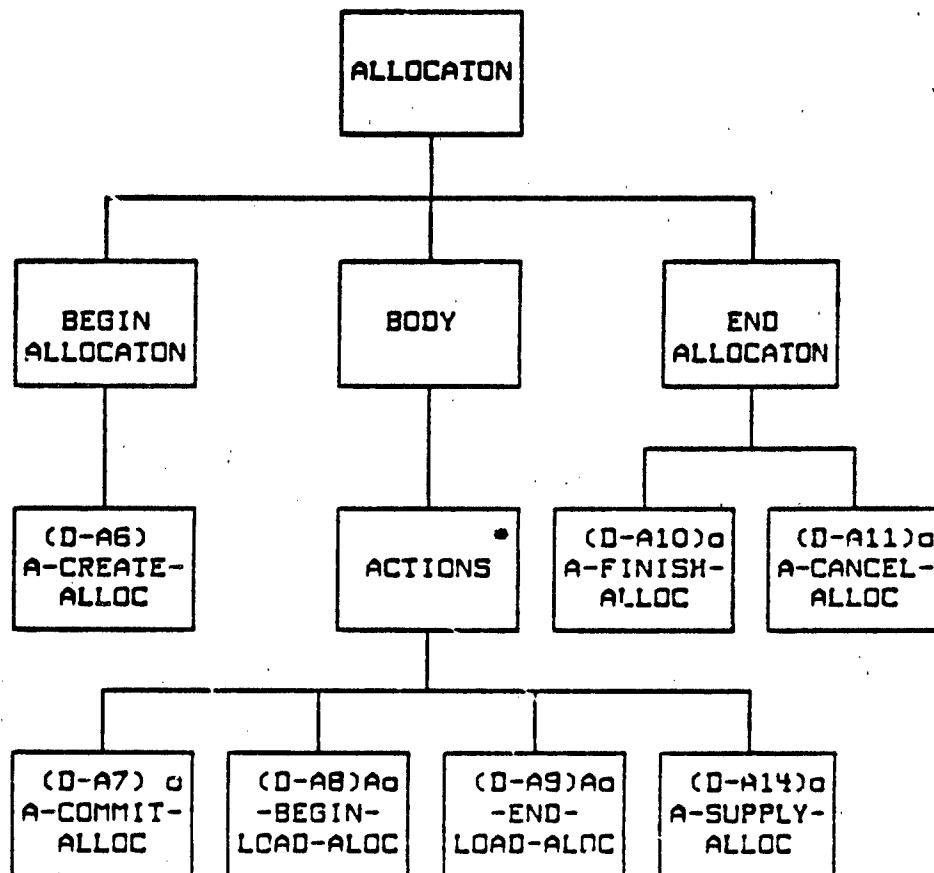 ALLOCATON
BEGIN
ALLOCATON
BODY
END
ALLOCATON
(D-A6)
A-CREATE-
ALLOC
*
ACTIONS
(D-A10)o
A-FINISH-
ALLOC
(D-A11)o
A-CANCEL-
ALLOC
(D-A7) o
A-COMMIT-
ALLOC
(D-A8)Ao
-BEGIN-
LOAD-ALOC
(D-A9)Ao
-END-
LOAD-ALOC
(D-A14)o
A-SUPPLY-
ALLOC